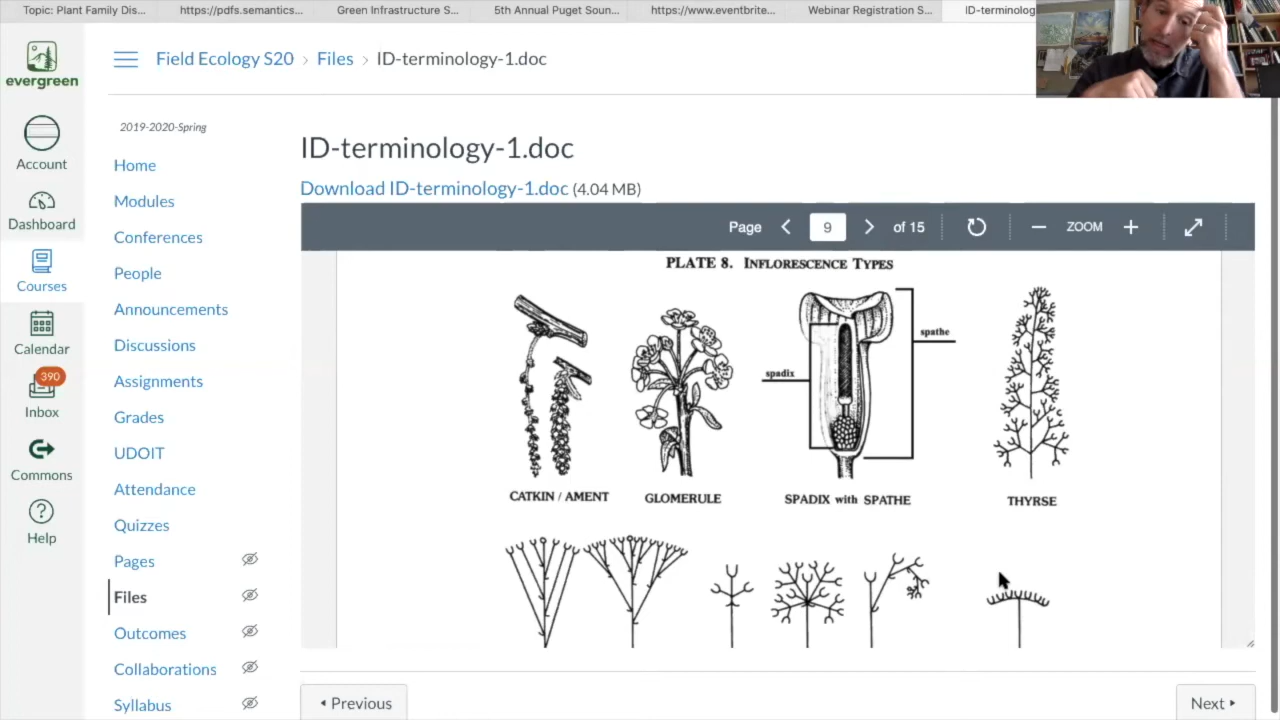 Topic: Plant Family Dis...
https://pdfs.semantics...
Green Infrastructure S...
5th Annual Puget Soun...
https://www.eventbrite...
Webinar Registration S...
ID-terminolog
evergreen
Field Ecology S20 > Files > ID-terminology-1.doc
Account
Dashboard
Courses
Calendar
390
Inbox
Commons
Help
2019-2020-Spring
Home
Modules
Conferences
People
Announcements
Discussions
Assignments
Grades
UDOIT
Attendance
Quizzes
Pages
Files
Outcomes
Collaborations
Syllabus
ID-terminology-1.doc
Download ID-terminology-1.doc (4.04 MB)
Page < 9 > of 15 — ZOOM +
PLATE 8. INFLORESCENCE TYPES
spathe
spadix
CATKIN / AMENT
GLOMERULE
SPADIX with SPATHE
THYRSE
Previous
Next